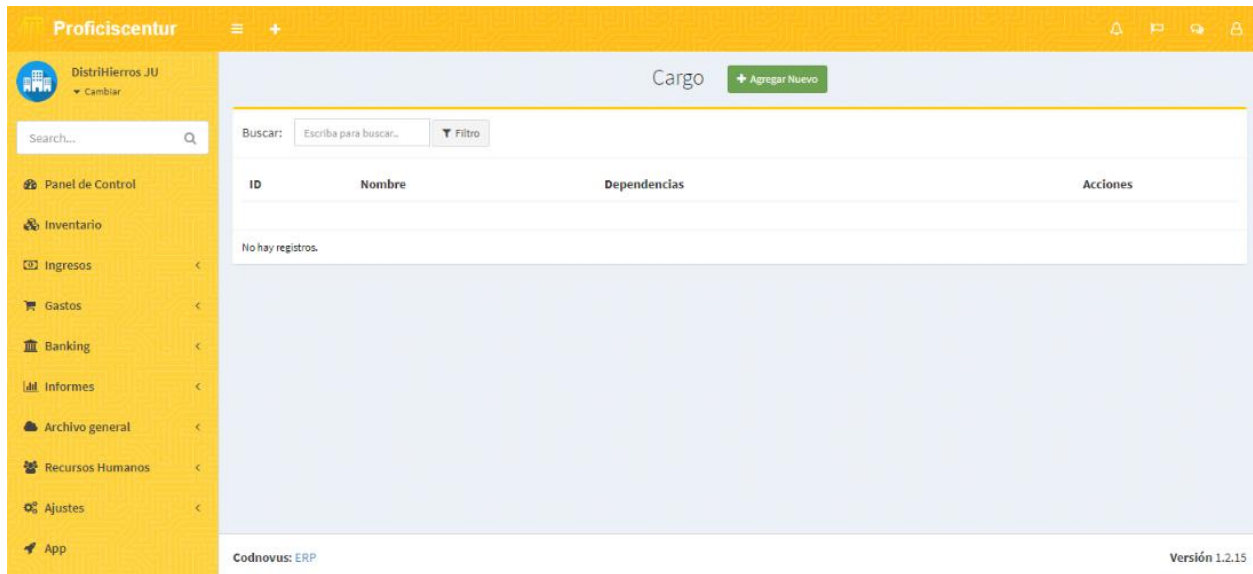 Proficiscentur
DistriHierros JU
Cambiar
Search...
Panel de Control
Inventario
Ingresos
Gastos
Banking
Informes
Archivo general
Recursos Humanos
Ajustes
App
Cargo
+ Agregar Nuevo
Buscar: Escriba para buscar.. Filtro
ID Nombre Dependencias Acciones
No hay registros.
Codnovus: ERP
Versión 1.2.15